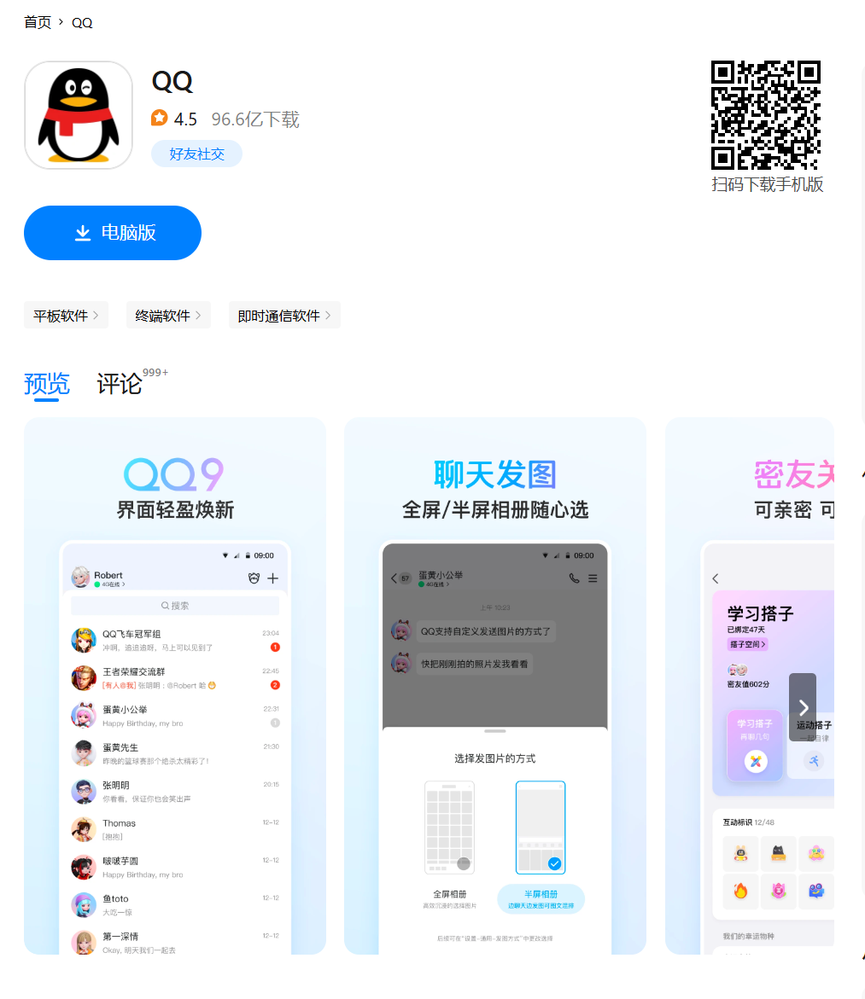 首页 > QQ
QQ
4.5 96.6亿下载
好友社交
扫码下载手机版
电脑版
平板软件 >
终端软件 >
即时通信软件 >
预览
评论 999+
QQ9
界面轻盈焕新
09:00
Robert
4G在线 >
搜索
QQ飞车冠军组 23:04
冲啊，追追追呀，马上可以见到了 1
王者荣耀交流群 22:45
[有人@我] 张明明：@Robert 哈 2
蛋黄小公举 22:31
Happy Birthday, my bro 1
蛋黄先生 21:30
昨晚的篮球赛那个绝杀太精彩了！
张明明 20:15
你看看，保证你也会笑出声
Thomas 12-12
[抱抱]
啵啵芋圆 12-12
Happy Birthday, my bro
鱼toto 12-12
大吃一惊
第一深情 12-12
Okay, 明天我们一起去
聊天发图
全屏/半屏相册随心选
09:00
57 蛋黄小公举
4G在线 >
上午 10:23
QQ支持自定义发送图片的方式了
快把刚刚拍的照片发我看看
选择发图片的方式
全屏相册
高效沉浸的选择图片
半屏相册
边聊天边发图可图文混排
后续可在“设置-通用-发图方式”中更改选择
密友关
可亲密 可
学习搭子
已绑定47天
搭子空间 >
密友值602分
学习搭子
再聊几句
运动搭子
一起自律
互动标识 12/48
我们的幸运物种